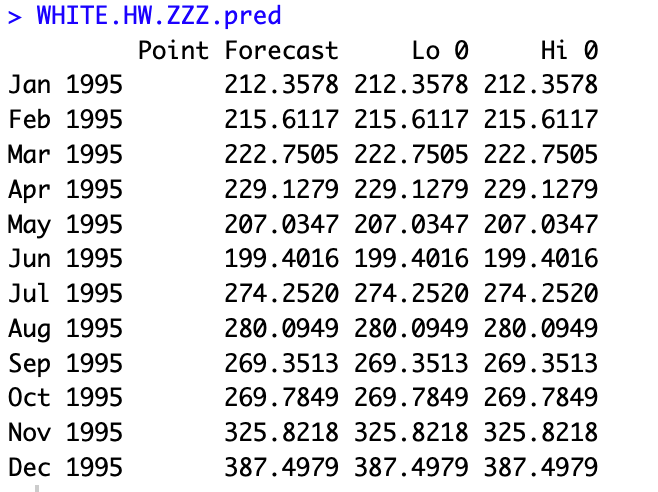 > WHITE.HW.ZZZ.pred
Point Forecast Lo 0 Hi 0
Jan 1995 212.3578 212.3578 212.3578
Feb 1995 215.6117 215.6117 215.6117
Mar 1995 222.7505 222.7505 222.7505
Apr 1995 229.1279 229.1279 229.1279
May 1995 207.0347 207.0347 207.0347
Jun 1995 199.4016 199.4016 199.4016
Jul 1995 274.2520 274.2520 274.2520
Aug 1995 280.0949 280.0949 280.0949
Sep 1995 269.3513 269.3513 269.3513
Oct 1995 269.7849 269.7849 269.7849
Nov 1995 325.8218 325.8218 325.8218
Dec 1995 387.4979 387.4979 387.4979